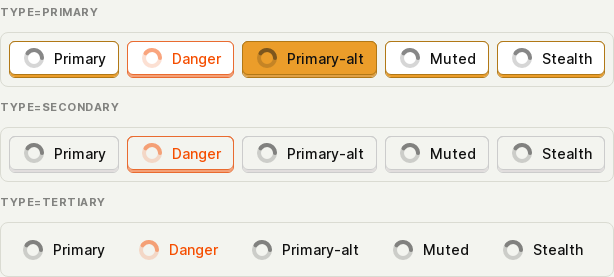 TYPE=PRIMARY
Primary Danger Primary-alt Muted Stealth
TYPE=SECONDARY
Primary Danger Primary-alt Muted Stealth
TYPE=TERTIARY
Primary Danger Primary-alt Muted Stealth